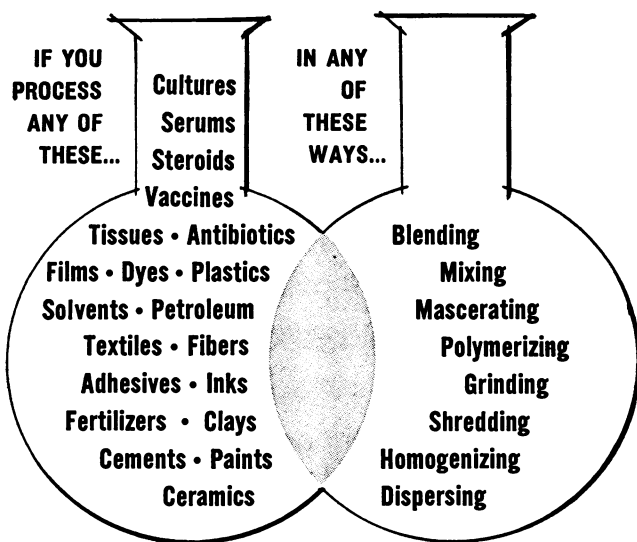 IF YOU
PROCESS
ANY OF
THESE...
Cultures
Serums
Steroids
Vaccines
Tissues • Antibiotics
Films • Dyes • Plastics
Solvents • Petroleum
Textiles • Fibers
Adhesives • Inks
Fertilizers • Clays
Cements • Paints
Ceramics
IN ANY
OF
THESE
WAYS...
Blending
Mixing
Mascerating
Polymerizing
Grinding
Shredding
Homogenizing
Dispersing